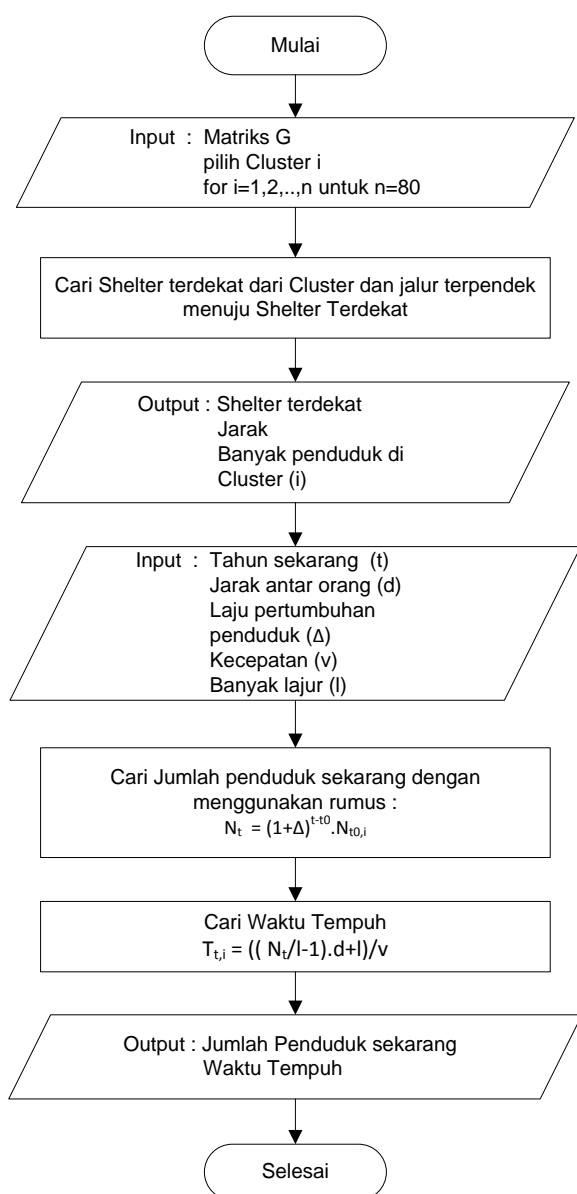 Mulai
Input : Matriks G
pilih Cluster i
for i=1,2,..,n untuk n=80
Cari Shelter terdekat dari Cluster dan jalur terpendek
menuju Shelter Terdekat
Output : Shelter terdekat
Jarak
Banyak penduduk di
Cluster (i)
Input : Tahun sekarang (t)
Jarak antar orang (d)
Laju pertumbuhan
penduduk (Δ)
Kecepatan (v)
Banyak lajur (l)
Cari Jumlah penduduk sekarang dengan
menggunakan rumus :
Nₜ = (1+Δ)^t-t0.N_t0,i
Cari Waktu Tempuh
T_t,i = (( Nₜ/l-1).d+l)/v
Output : Jumlah Penduduk sekarang
Waktu Tempuh
Selesai